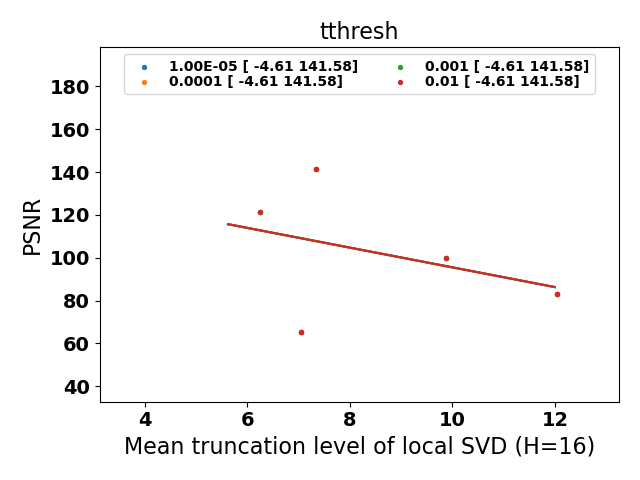 tthresh
1.00E-05 [ -4.61 141.58]
0.0001 [ -4.61 141.58]
0.001 [ -4.61 141.58]
0.01 [ -4.61 141.58]
PSNR
180
160
140
120
100
80
60
40
4 6 8 10 12
Mean truncation level of local SVD (H=16)